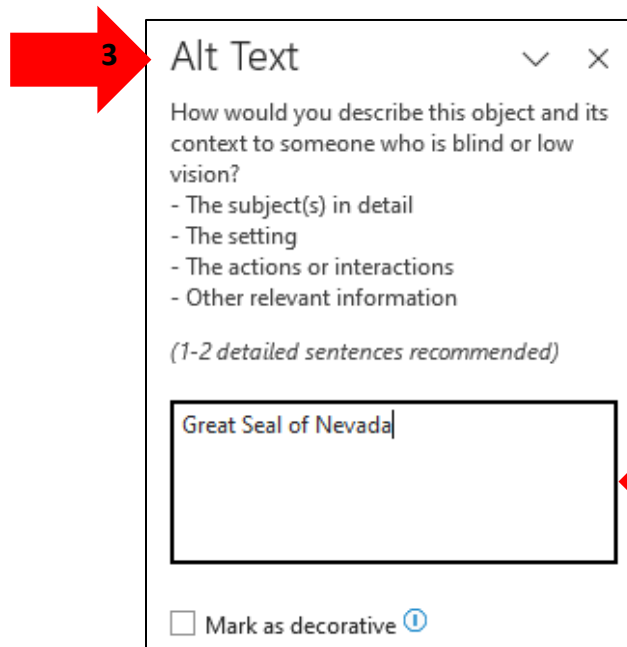 3
Alt Text
How would you describe this object and its
context to someone who is blind or low
vision?
- The subject(s) in detail
- The setting
- The actions or interactions
- Other relevant information
(1-2 detailed sentences recommended)
Great Seal of Nevada
Mark as decorative